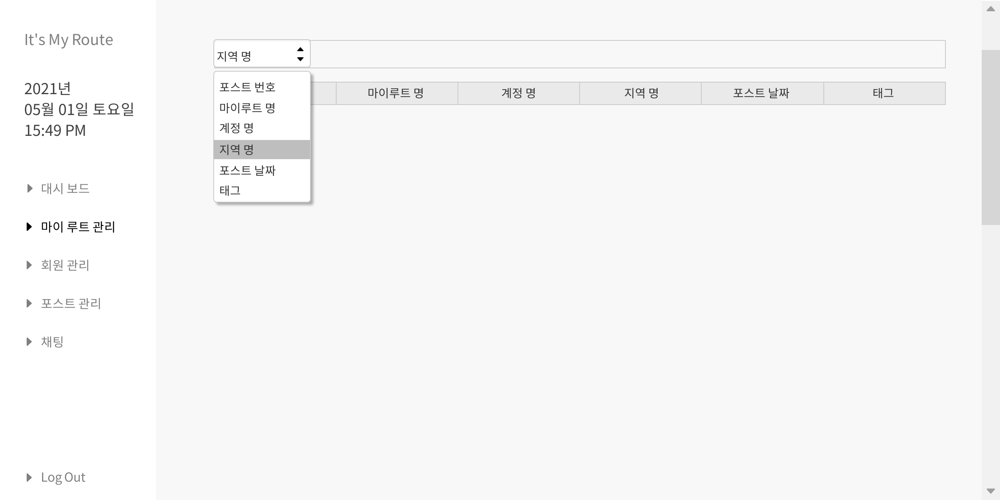 It's My Route
2021년
05월 01일 토요일
15:49 PM
대시 보드
마이 루트 관리
회원 관리
포스트 관리
채팅
Log Out
지역 명
포스트 번호
마이루트 명
계정 명
지역 명
포스트 날짜
태그
마이루트 명
계정 명
지역 명
포스트 날짜
태그